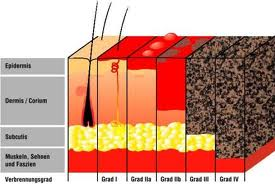 Epidermis
Dermis / Corium
Subcutis
Muskeln, Sehnen
und Faszien
Verbrennungsgrad
Grad I
Grad IIa
Grad IIb
Grad III
Grad IV